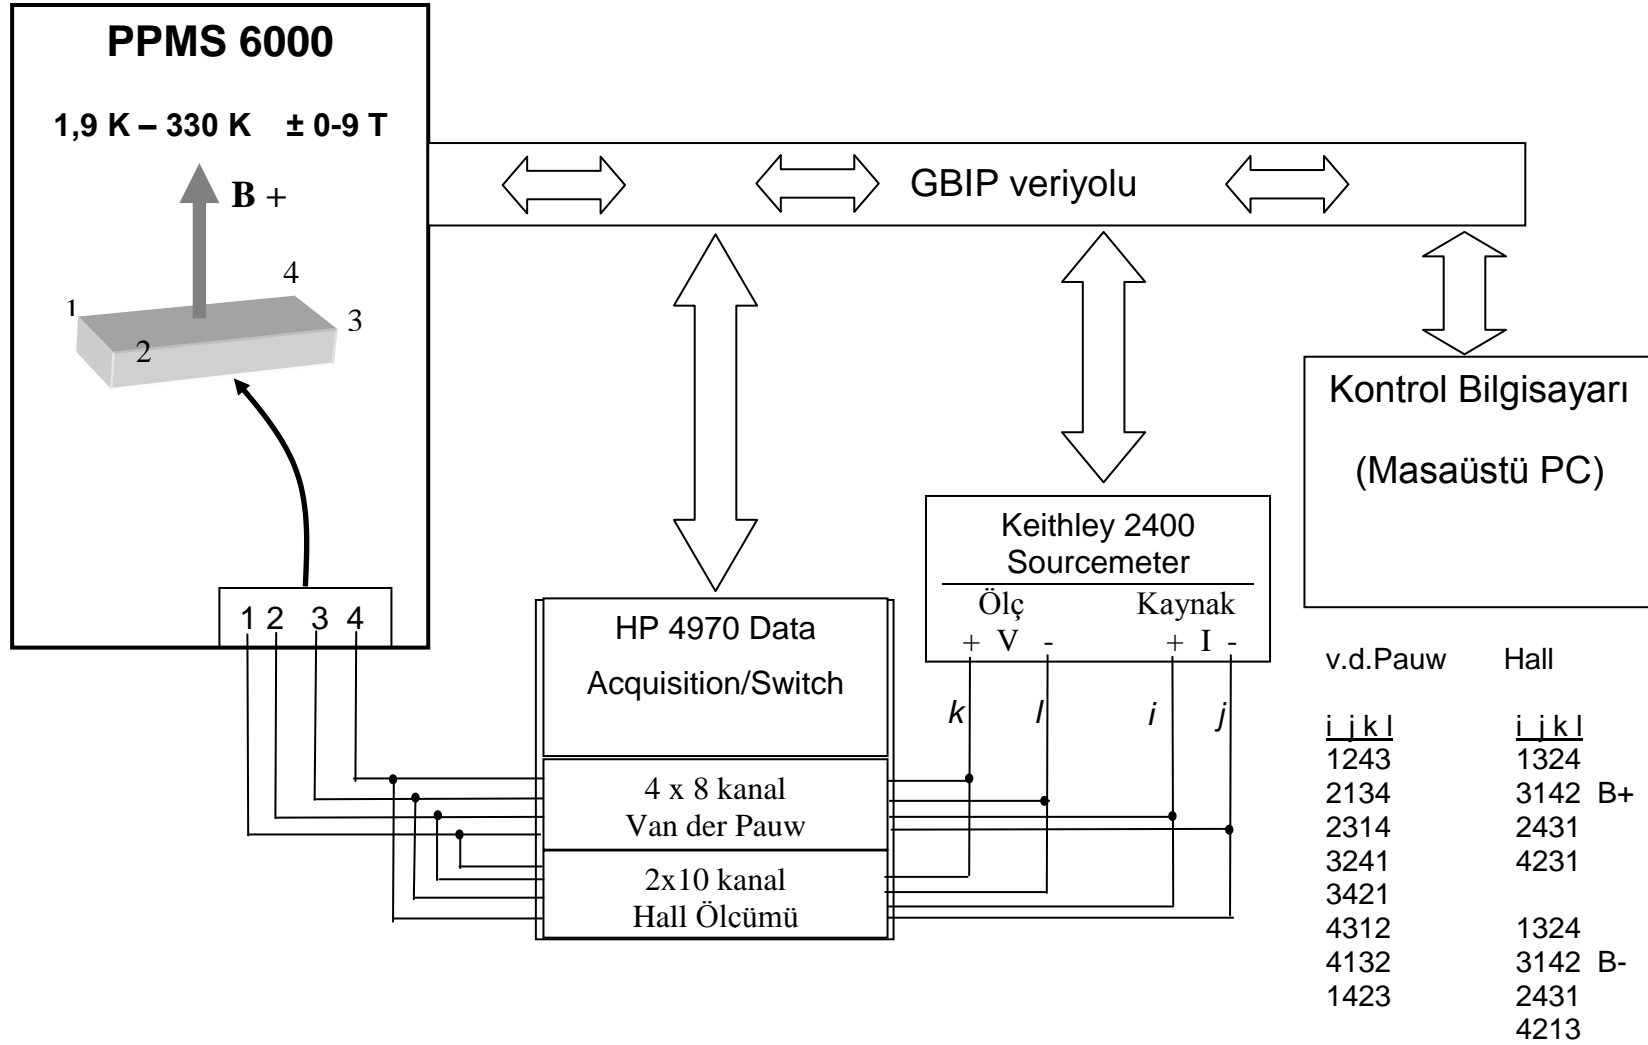 PPMS 6000
1,9 K – 330 K ± 0-9 T
B +
4
1
3
2
1 2 3 4
GBIP veriyolu
Kontrol Bilgisayarı
(Masaüstü PC)
Keithley 2400
Sourcemeter
Ölç Kaynak
+ V - + I -
k l i j
HP 4970 Data
Acquisition/Switch
4 x 8 kanal
Van der Pauw
2x10 kanal
Hall Ölcümü
v.d.Pauw Hall
i j k l i j k l
1243 1324
2134 3142 B+
2314 2431
3241 4231
3421
4312 1324
4132 3142 B-
1423 2431
4213